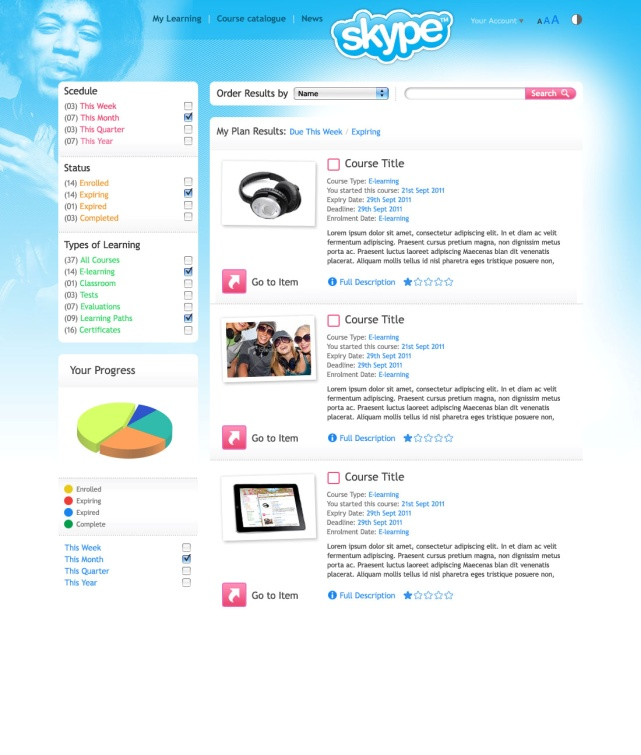 My Learning | Course catalogue | News
skype™
Your Account ▼ A A A
Scedule
(03) This Week
(07) This Month
(03) This Quarter
(07) This Year
Status
(14) Enrolled
(14) Expiring
(01) Expired
(03) Completed
Types of Learning
(37) All Courses
(14) E-learning
(01) Classroom
(03) Tests
(07) Evaluations
(09) Learning Paths
(16) Certificates
Your Progress
Enrolled
Expiring
Expired
Complete
This Week
This Month
This Quarter
This Year
Order Results by Name Search
My Plan Results: Due This Week / Expiring
Course Title
Course Type: E-learning
You started this course: 21st Sept 2011
Expiry Date: 29th Sept 2011
Deadline: 29th Sept 2011
Enrolment Date: E-learning
Lorem ipsum dolor sit amet, consectetur adipiscing elit. In et diam ac velit
fermentum adipiscing. Praesent cursus pretium magna, non dignissim metus
porta ac. Praesent luctus laoreet adipiscing Maecenas blan dit venenatis
placerat. Aliquam mollis tellus id nisl pharetra eges tristique posuere non,
Go to Item
Full Description
Course Title
Course Type: E-learning
You started this course: 21st Sept 2011
Expiry Date: 29th Sept 2011
Deadline: 29th Sept 2011
Enrolment Date: E-learning
Lorem ipsum dolor sit amet, consectetur adipiscing elit. In et diam ac velit
fermentum adipiscing. Praesent cursus pretium magna, non dignissim metus
porta ac. Praesent luctus laoreet adipiscing Maecenas blan dit venenatis
placerat. Aliquam mollis tellus id nisl pharetra eges tristique posuere non,
Go to Item
Full Description
Course Title
Course Type: E-learning
You started this course: 21st Sept 2011
Expiry Date: 29th Sept 2011
Deadline: 29th Sept 2011
Enrolment Date: E-learning
Lorem ipsum dolor sit amet, consectetur adipiscing elit. In et diam ac velit
fermentum adipiscing. Praesent cursus pretium magna, non dignissim metus
porta ac. Praesent luctus laoreet adipiscing Maecenas blan dit venenatis
placerat. Aliquam mollis tellus id nisl pharetra eges tristique posuere non,
Go to Item
Full Description